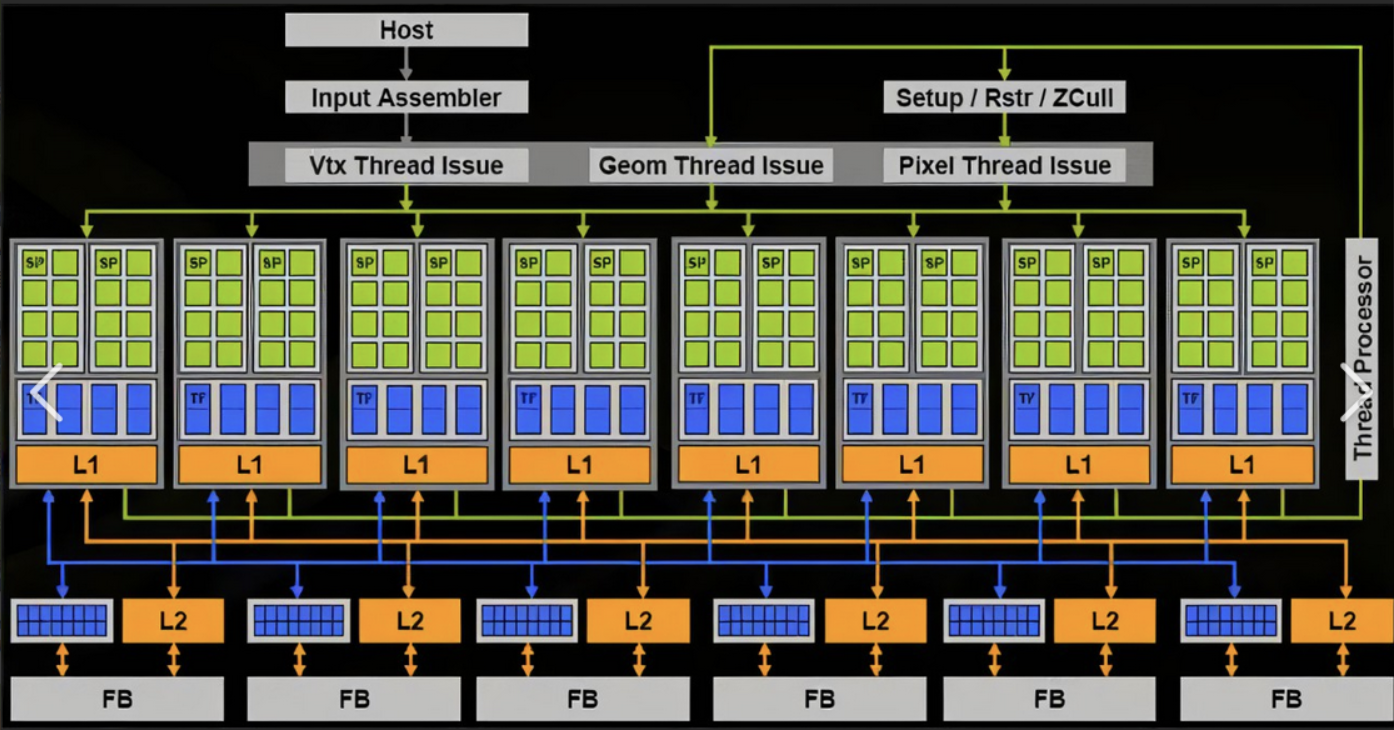 Host
Input Assembler
Setup / Rstr / ZCull
Vtx Thread Issue
Geom Thread Issue
Pixel Thread Issue
SP SP SP SP SP SP SP SP SP SP SP SP SP SP SP SP
Thread Processor
TF TF TF TF TF TF TF TF
L1 L1 L1 L1 L1 L1 L1 L1
L2 L2 L2 L2 L2 L2
FB FB FB FB FB FB